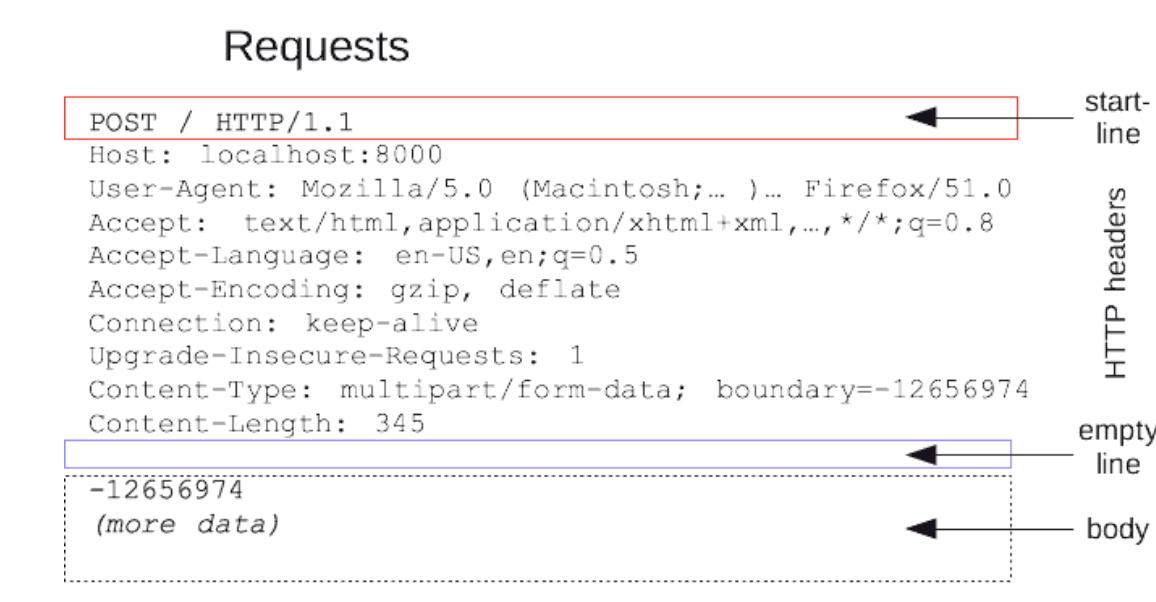 Requests
POST / HTTP/1.1
Host: localhost:8000
User-Agent: Mozilla/5.0 (Macintosh;… )… Firefox/51.0
Accept: text/html,application/xhtml+xml,…,*/*;q=0.8
Accept-Language: en-US,en;q=0.5
Accept-Encoding: gzip, deflate
Connection: keep-alive
Upgrade-Insecure-Requests: 1
Content-Type: multipart/form-data; boundary=-12656974
Content-Length: 345
-12656974
(more data)
start-
line
HTTP headers
empty
line
body